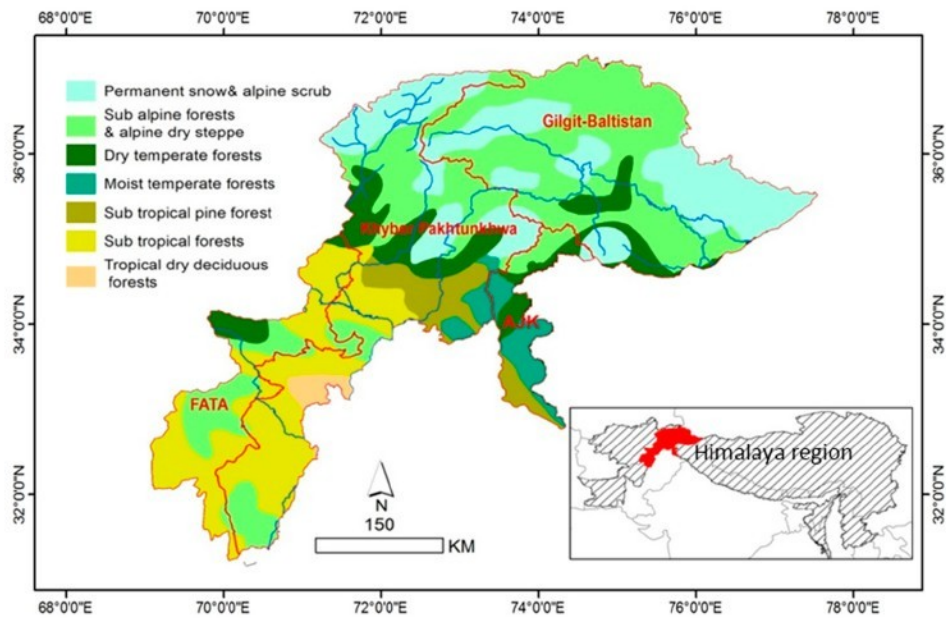 68°0'0"E 70°0'0"E 72°0'0"E 74°0'0"E 76°0'0"E 78°0'0"E
Permanent snow& alpine scrub
Sub alpine forests
& alpine dry steppe
Dry temperate forests
Moist temperate forests
Sub tropical pine forest
Sub tropical forests
Tropical dry deciduous
forests
Gilgit-Baltistan
Khyber Pakhtunkhwa
AJK
FATA
36°0'0"N
34°0'0"N
32°0'0"N
36°0'0"N
34°0'0"N
32°0'0"N
N
150
KM
Himalaya region
68°0'0"E 70°0'0"E 72°0'0"E 74°0'0"E 76°0'0"E 78°0'0"E